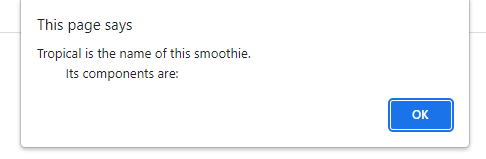 This page says
Tropical is the name of this smoothie.
Its components are:
OK